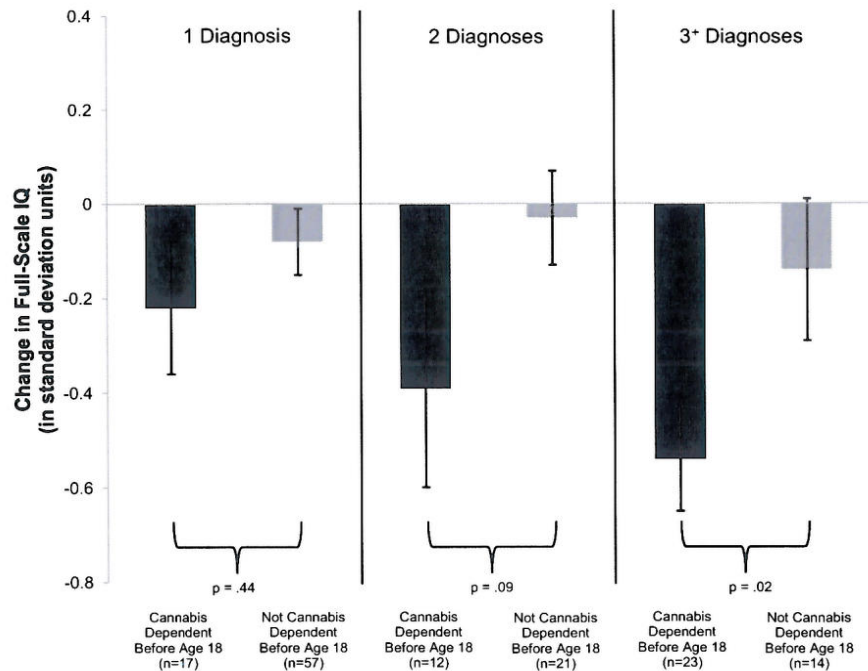 1 Diagnosis
2 Diagnoses
3+ Diagnoses
Change in Full-Scale IQ
(in standard deviation units)
0.4
0.2
0
-0.2
-0.4
-0.6
-0.8
p = .44
p = .09
p = .02
Cannabis
Dependent
Before Age 18
(n=17)
Not Cannabis
Dependent
Before Age 18
(n=57)
Cannabis
Dependent
Before Age 18
(n=12)
Not Cannabis
Dependent
Before Age 18
(n=21)
Cannabis
Dependent
Before Age 18
(n=23)
Not Cannabis
Dependent
Before Age 18
(n=14)